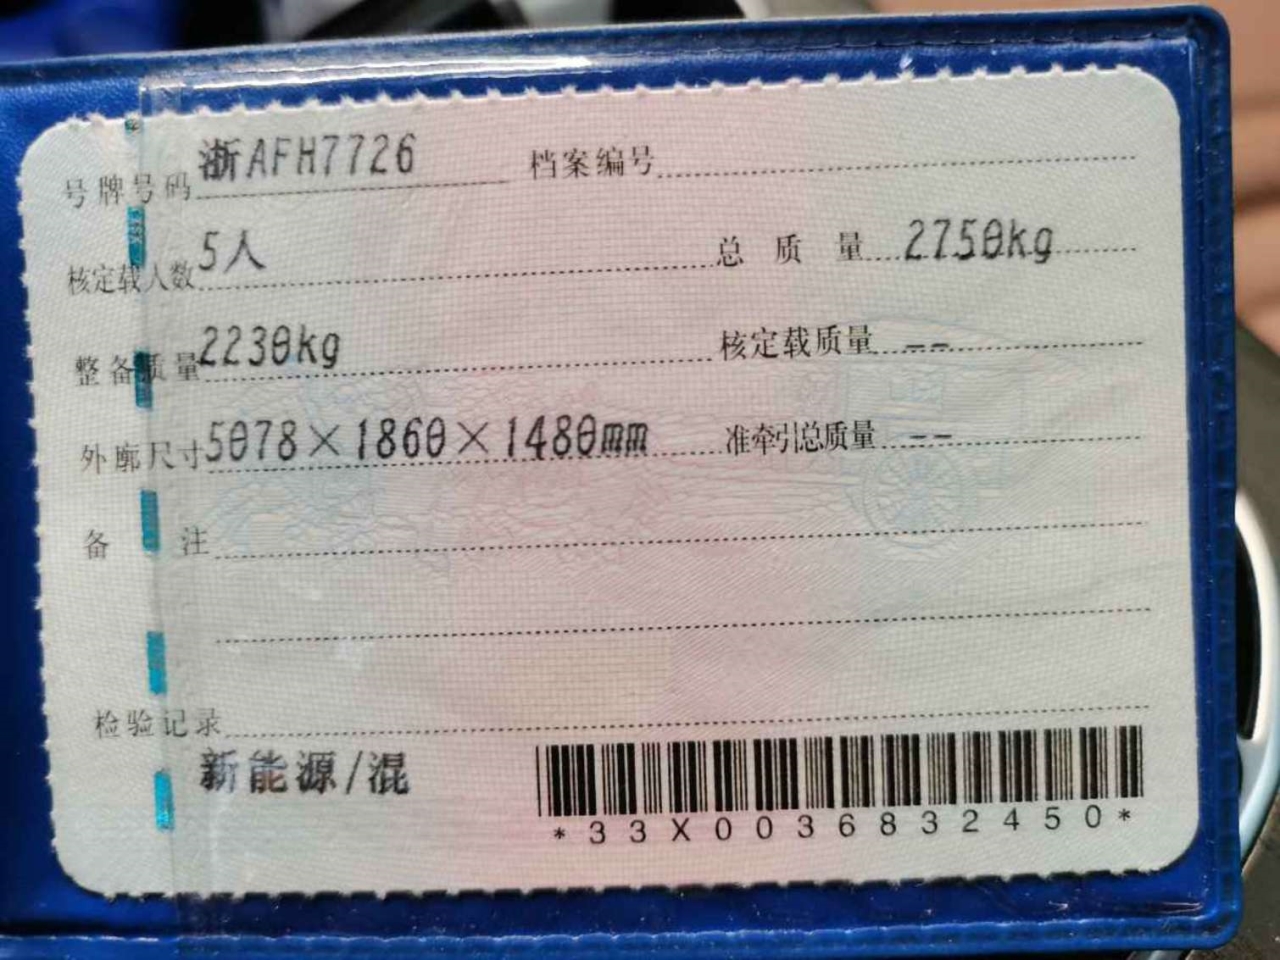 号牌号码 浙AFH7726 档案编号
核定载人数 5人 总质量 2750kg
整备质量 2230kg 核定载质量 --
外廓尺寸 5078×1860×1480mm 准牵引总质量 --
备注
检验记录
新能源/混
*33X0036832450*